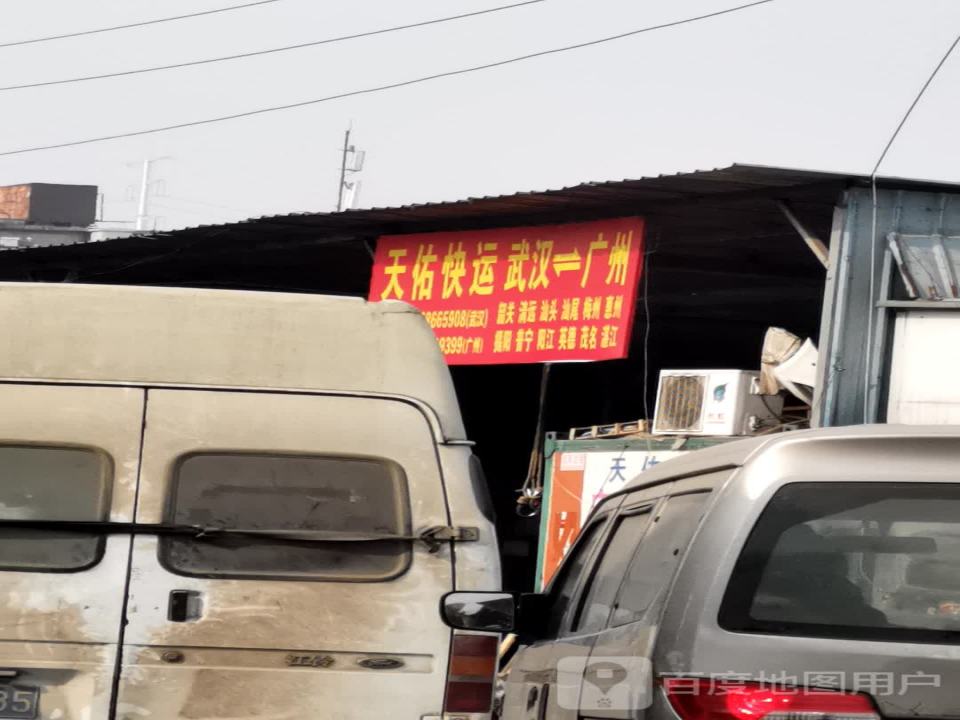 天佑快运 武汉⇌广州
8665908(武汉) 韶关 清远 汕头 汕尾 梅州 惠州
9399(广州) 揭阳 普宁 阳江 英德 茂名 湛江
天佑
江铃
35
百度地图用户